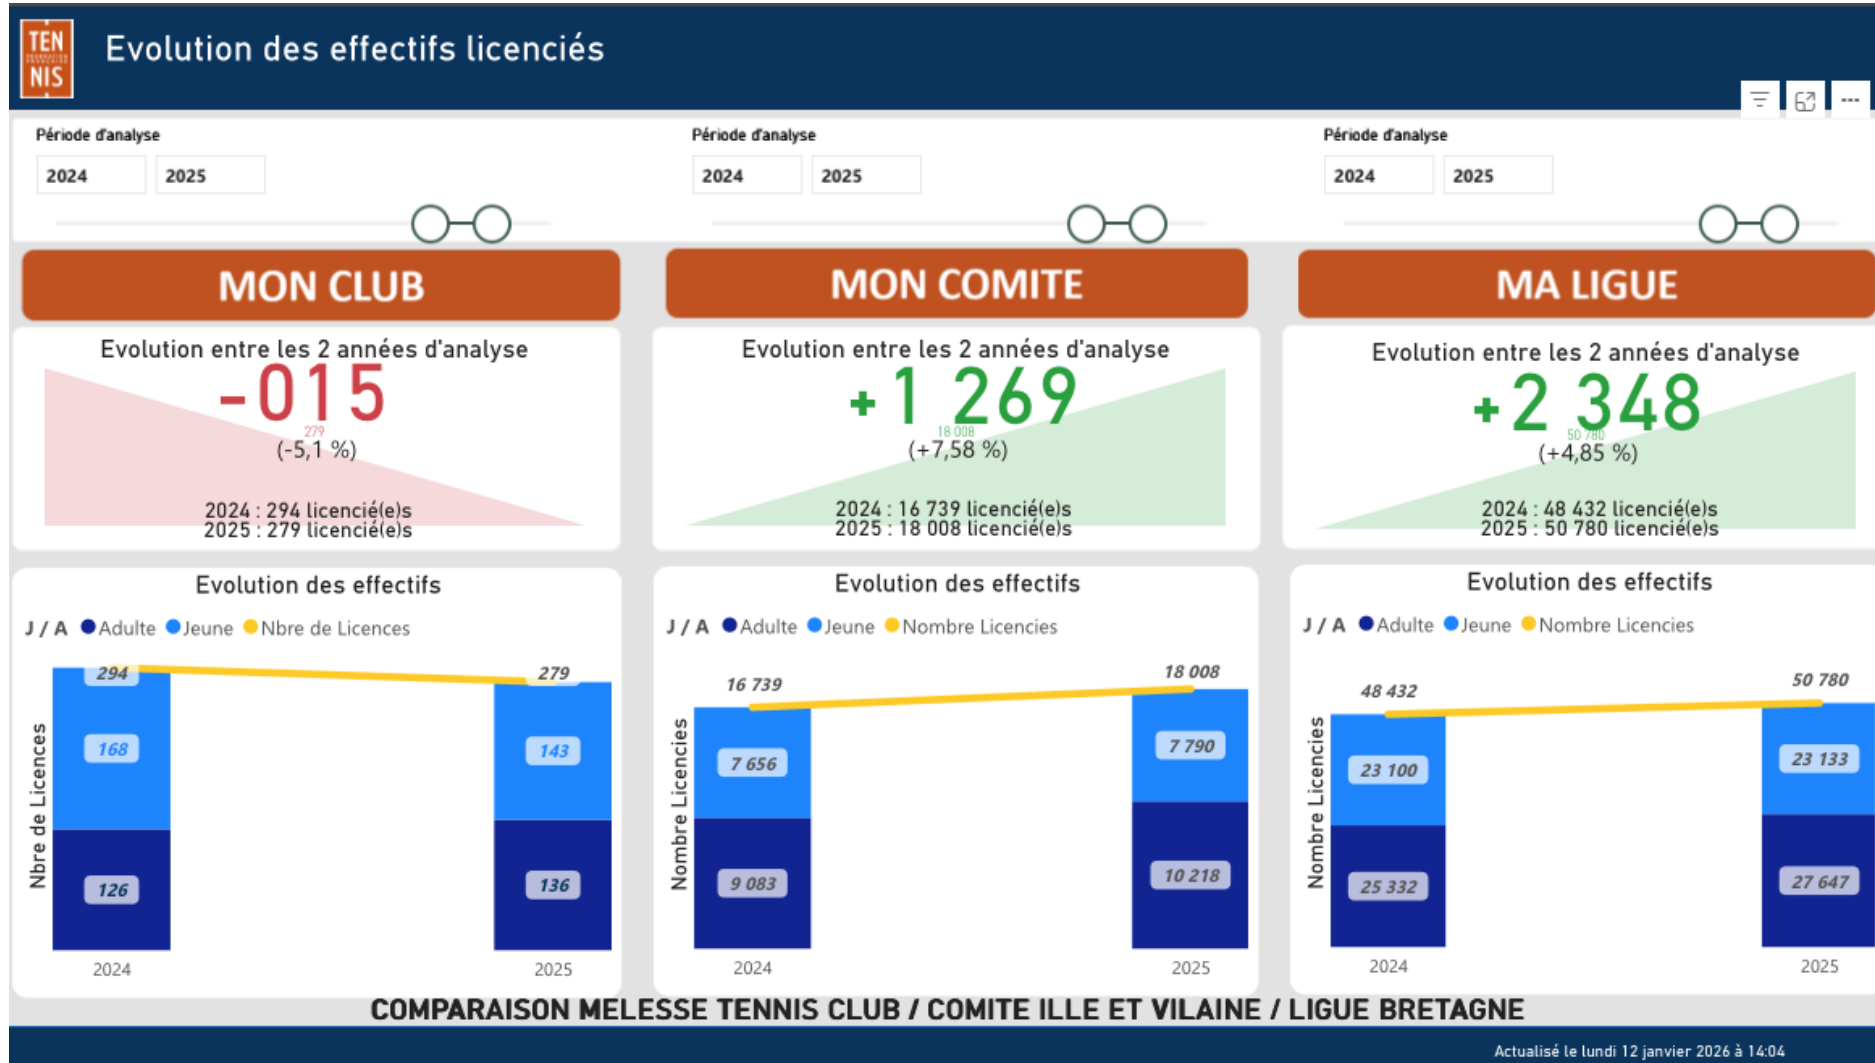 TEN
NIS
Evolution des effectifs licenciés
Période d'analyse
2024 2025
Période d'analyse
2024 2025
Période d'analyse
2024 2025
MON CLUB
Evolution entre les 2 années d'analyse
-015
279
(-5,1 %)
2024 : 294 licencié(e)s
2025 : 279 licencié(e)s
MON COMITE
Evolution entre les 2 années d'analyse
+1 269
18 008
(+7,58 %)
2024 : 16 739 licencié(e)s
2025 : 18 008 licencié(e)s
MA LIGUE
Evolution entre les 2 années d'analyse
+2 348
50 780
(+4,85 %)
2024 : 48 432 licencié(e)s
2025 : 50 780 licencié(e)s
Evolution des effectifs
J / A Adulte Jeune Nbre de Licences
Nbre de Licences
294 279
168 143
126 136
2024 2025
Evolution des effectifs
J / A Adulte Jeune Nombre Licencies
Nombre Licencies
16 739 18 008
7 656 7 790
9 083 10 218
2024 2025
Evolution des effectifs
J / A Adulte Jeune Nombre Licencies
Nombre Licencies
48 432 50 780
23 100 23 133
25 332 27 647
2024 2025
COMPARAISON MELESSE TENNIS CLUB / COMITE ILLE ET VILAINE / LIGUE BRETAGNE
Actualisé le lundi 12 janvier 2026 à 14:04